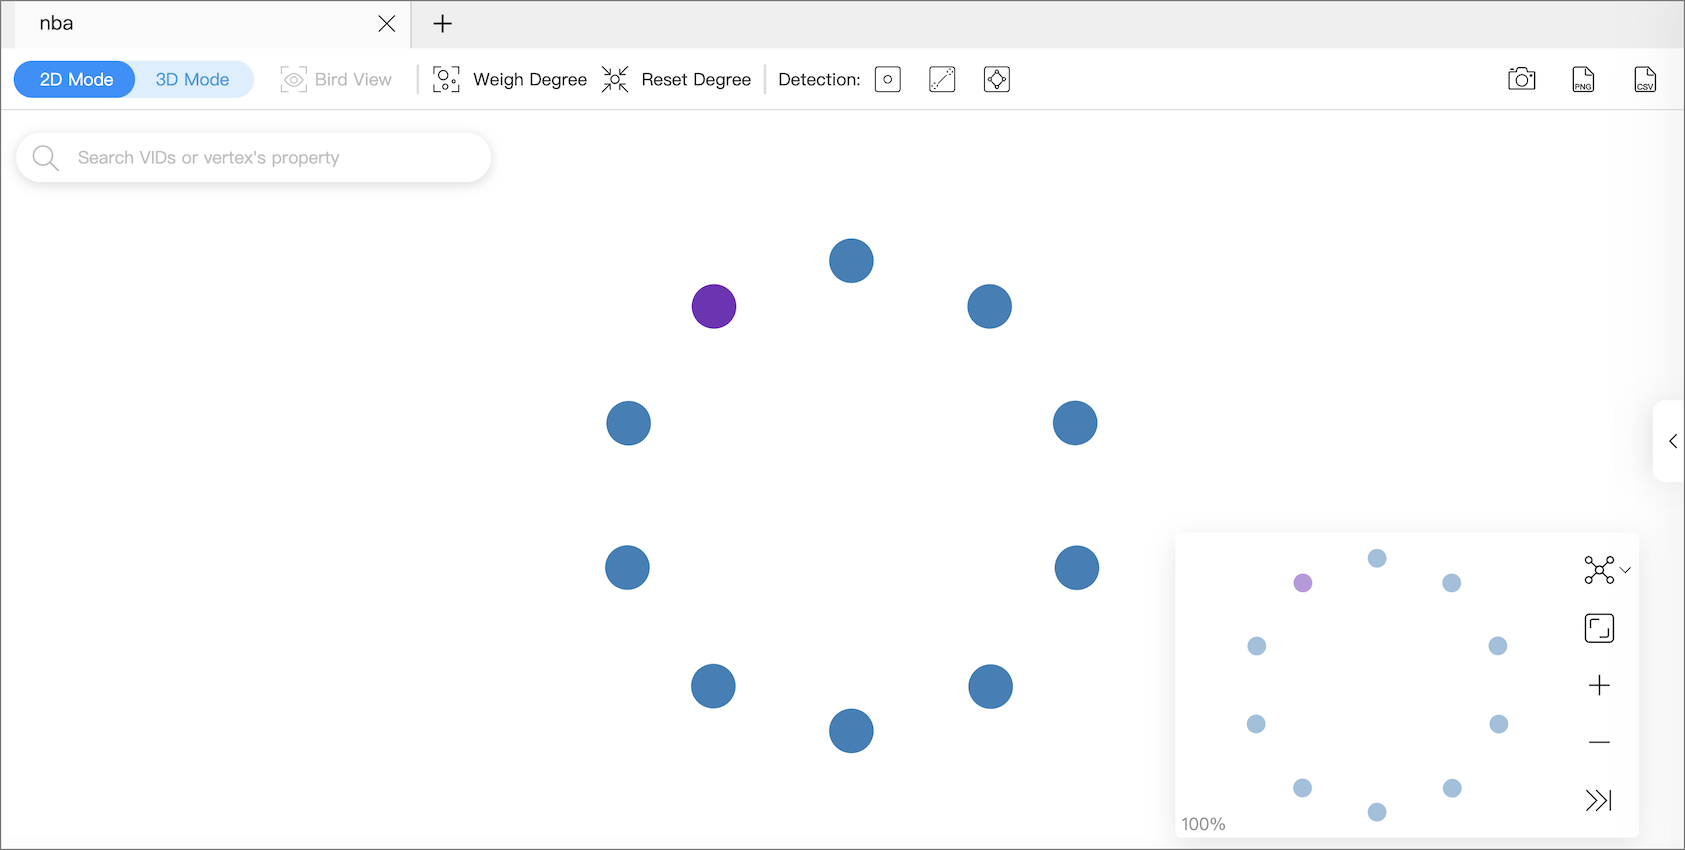 nba
2D Mode 3D Mode Bird View Weigh Degree Reset Degree Detection: PNG CSV
Search VIDs or vertex's property
100%